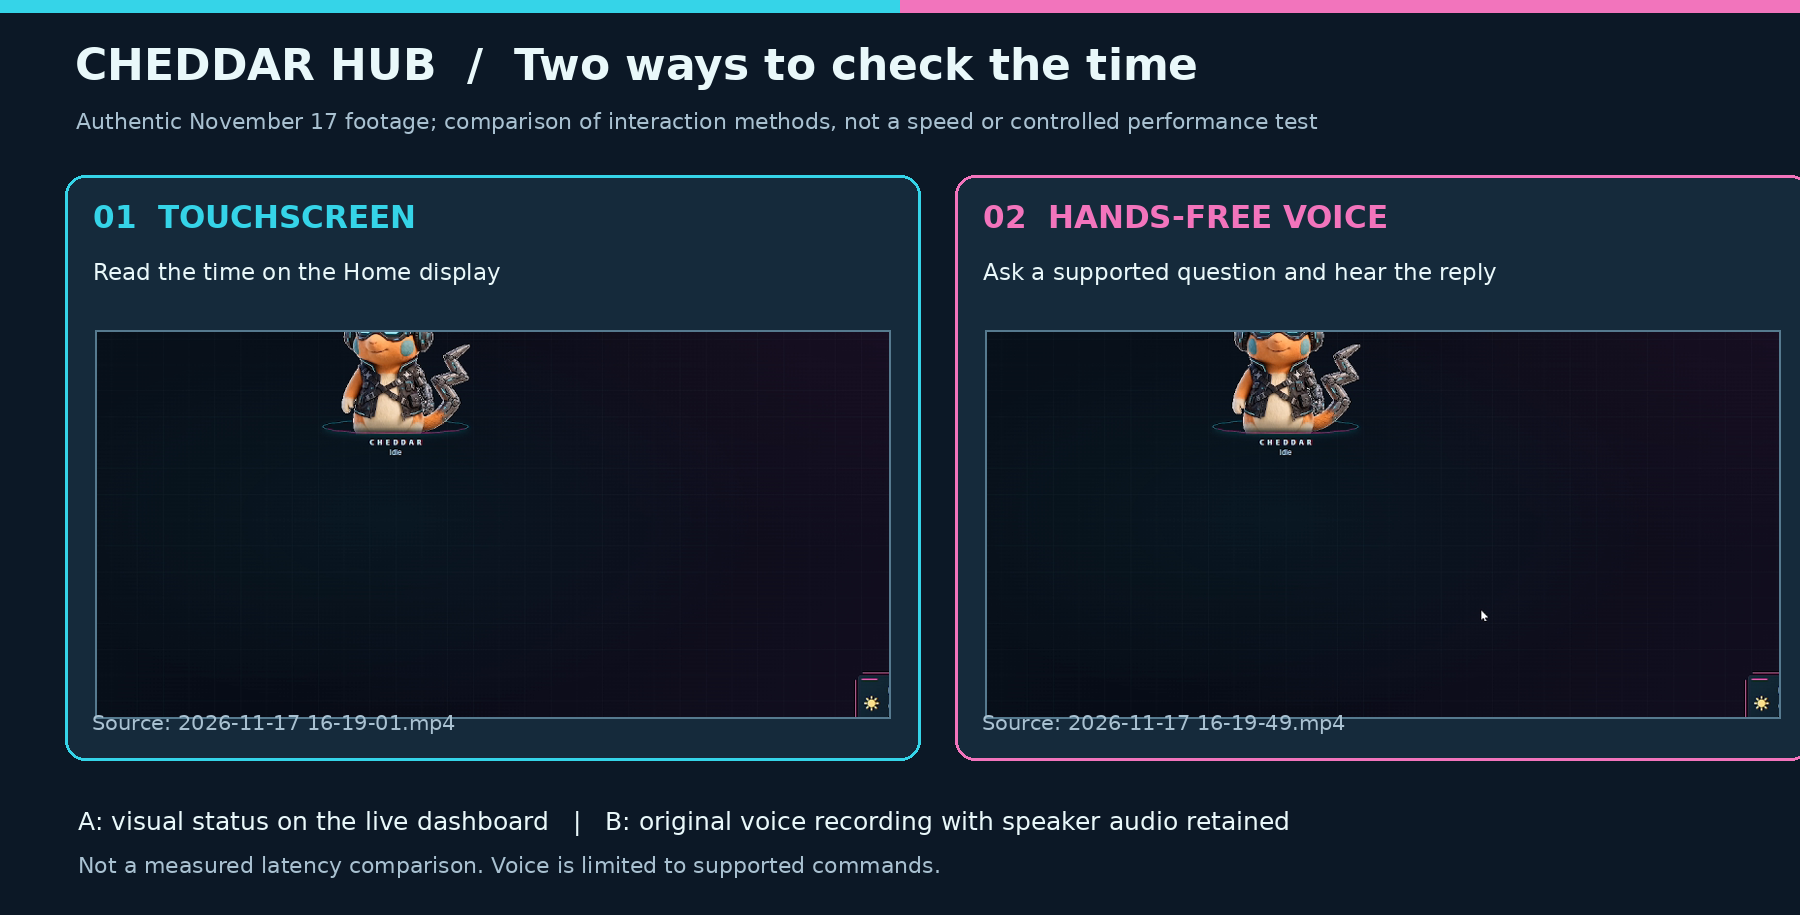 CHEDDAR HUB / Two ways to check the time
Authentic November 17 footage; comparison of interaction methods, not a speed or controlled performance test
01 TOUCHSCREEN
Read the time on the Home display
CHEDDAR
Idle
Source: 2026-11-17 16-19-01.mp4
02 HANDS-FREE VOICE
Ask a supported question and hear the reply
CHEDDAR
Idle
Source: 2026-11-17 16-19-49.mp4
A: visual status on the live dashboard | B: original voice recording with speaker audio retained
Not a measured latency comparison. Voice is limited to supported commands.